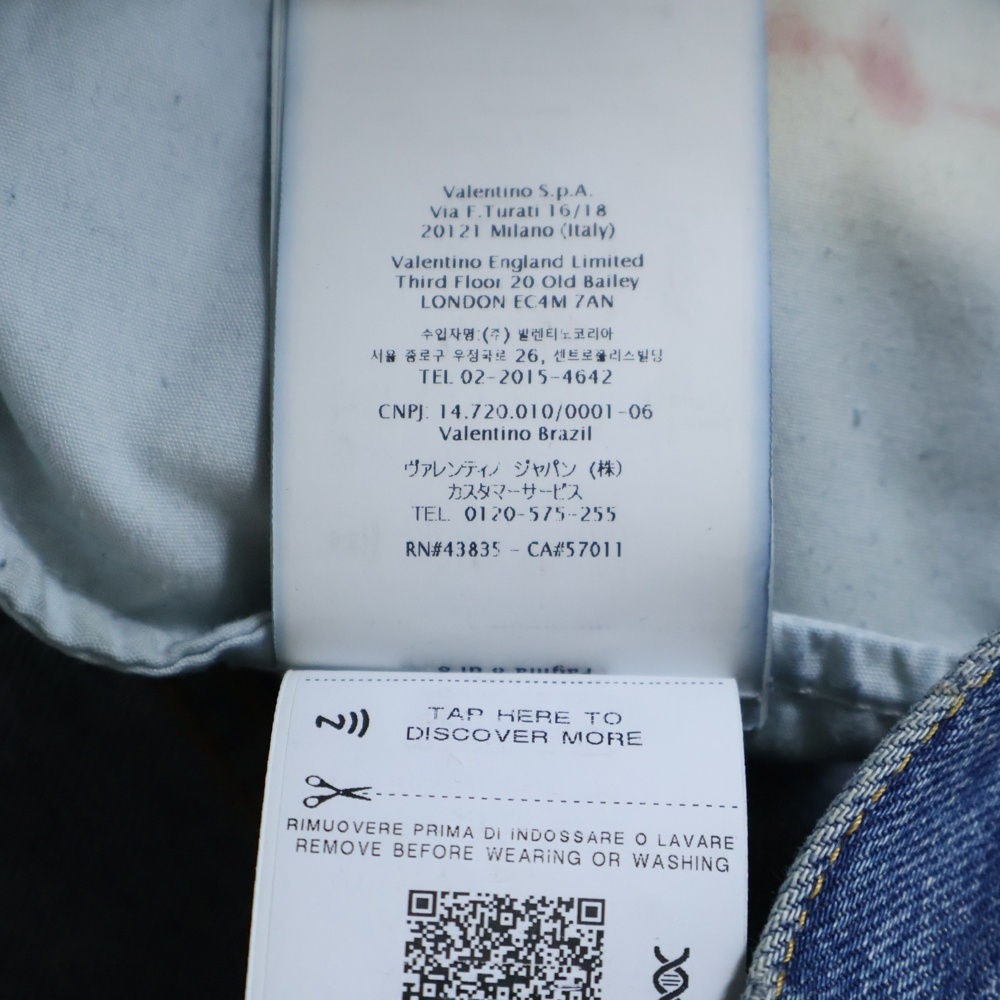 Valentino S.p.A.
Via F.Turati 16/18
20121 Milano (Italy)
Valentino England Limited
Third Floor 20 Old Bailey
LONDON EC4M 7AN
수입자명:(주) 발렌티노코리아
서울 종로구 우정국로 26, 센트로폴리스빌딩
TEL 02-2015-4642
CNPJ: 14.720.010/0001-06
Valentino Brazil
ヴァレンティノ ジャパン (株)
カスタマーサービス
TEL. 0120-575-255
RN#43835 - CA#57011
Pagina 8 di 8
TAP HERE TO
DISCOVER MORE
RIMUOVERE PRIMA DI INDOSSARE O LAVARE
REMOVE BEFORE WEARING OR WASHING